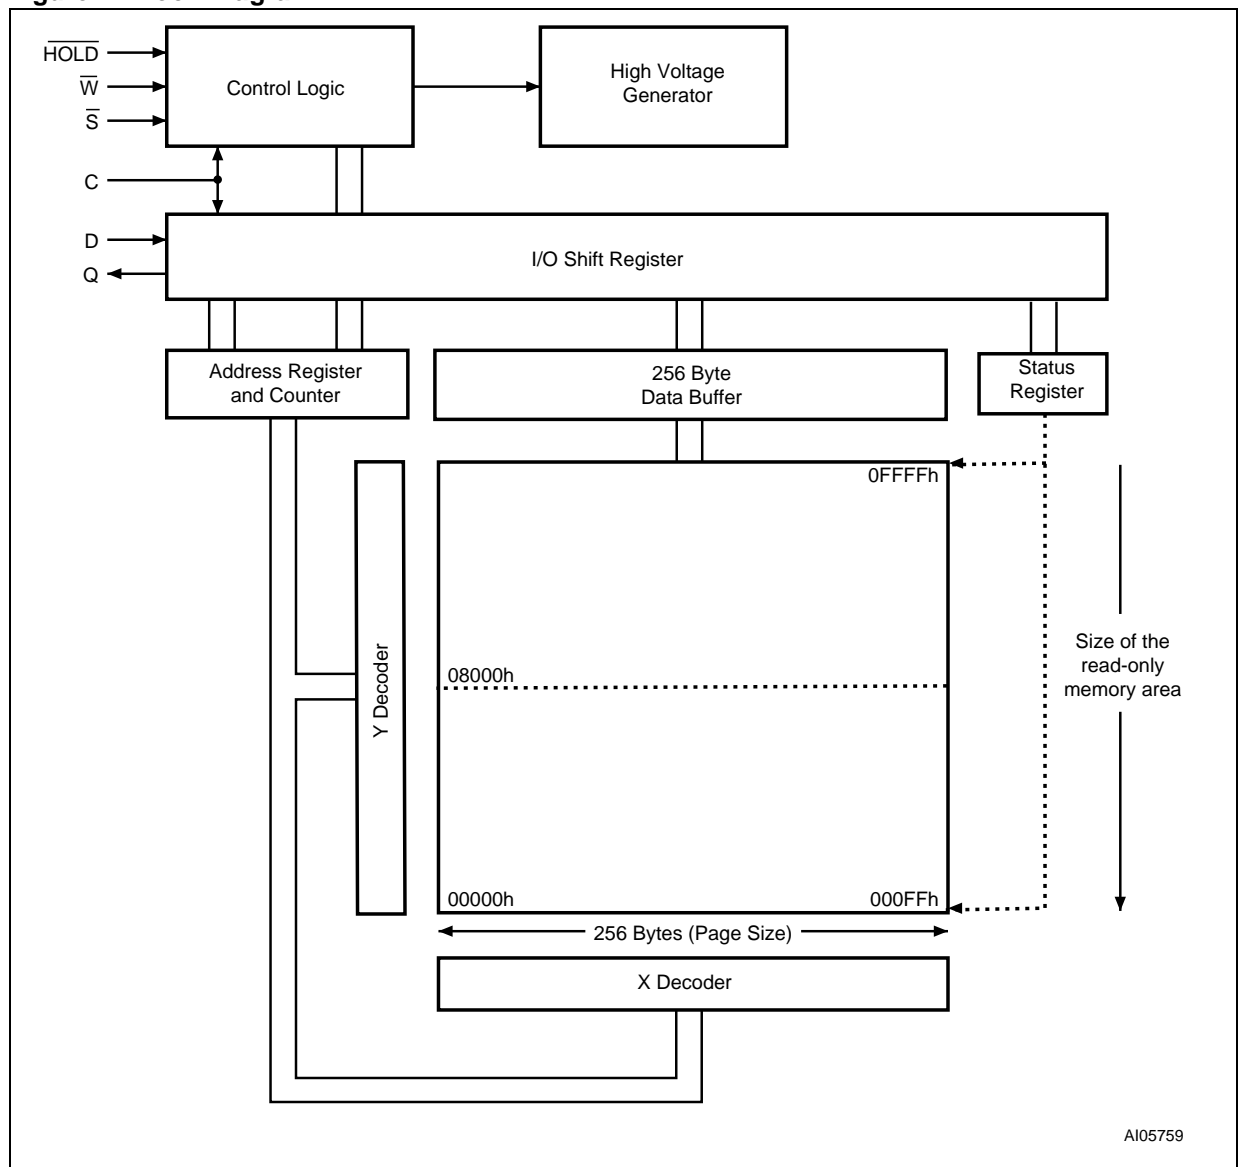 HOLD
W
S
C
D
Q
Control Logic
High Voltage
Generator
I/O Shift Register
Address Register
and Counter
256 Byte
Data Buffer
Status
Register
0FFFFh
Y Decoder
08000h
Size of the
read-only
memory area
00000h
000FFh
256 Bytes (Page Size)
X Decoder
AI05759